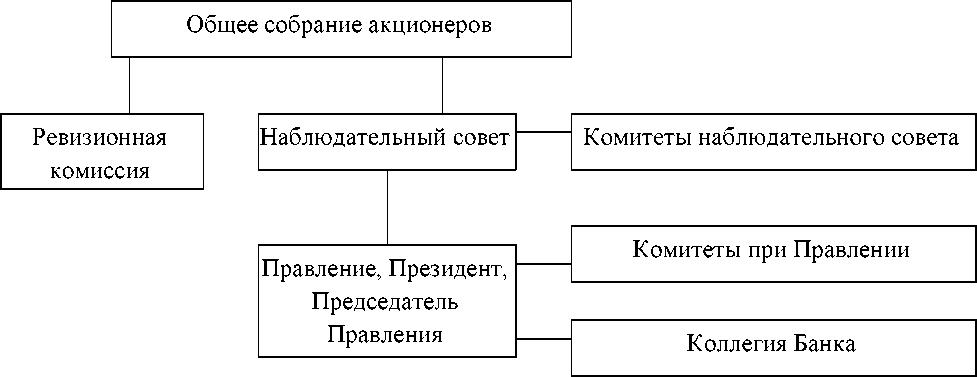 Общее собрание акционеров
Ревизионная
комиссия
Наблюдательный совет
Комитеты наблюдательного совета
Правление, Президент,
Председатель
Правления
Комитеты при Правлении
Коллегия Банка